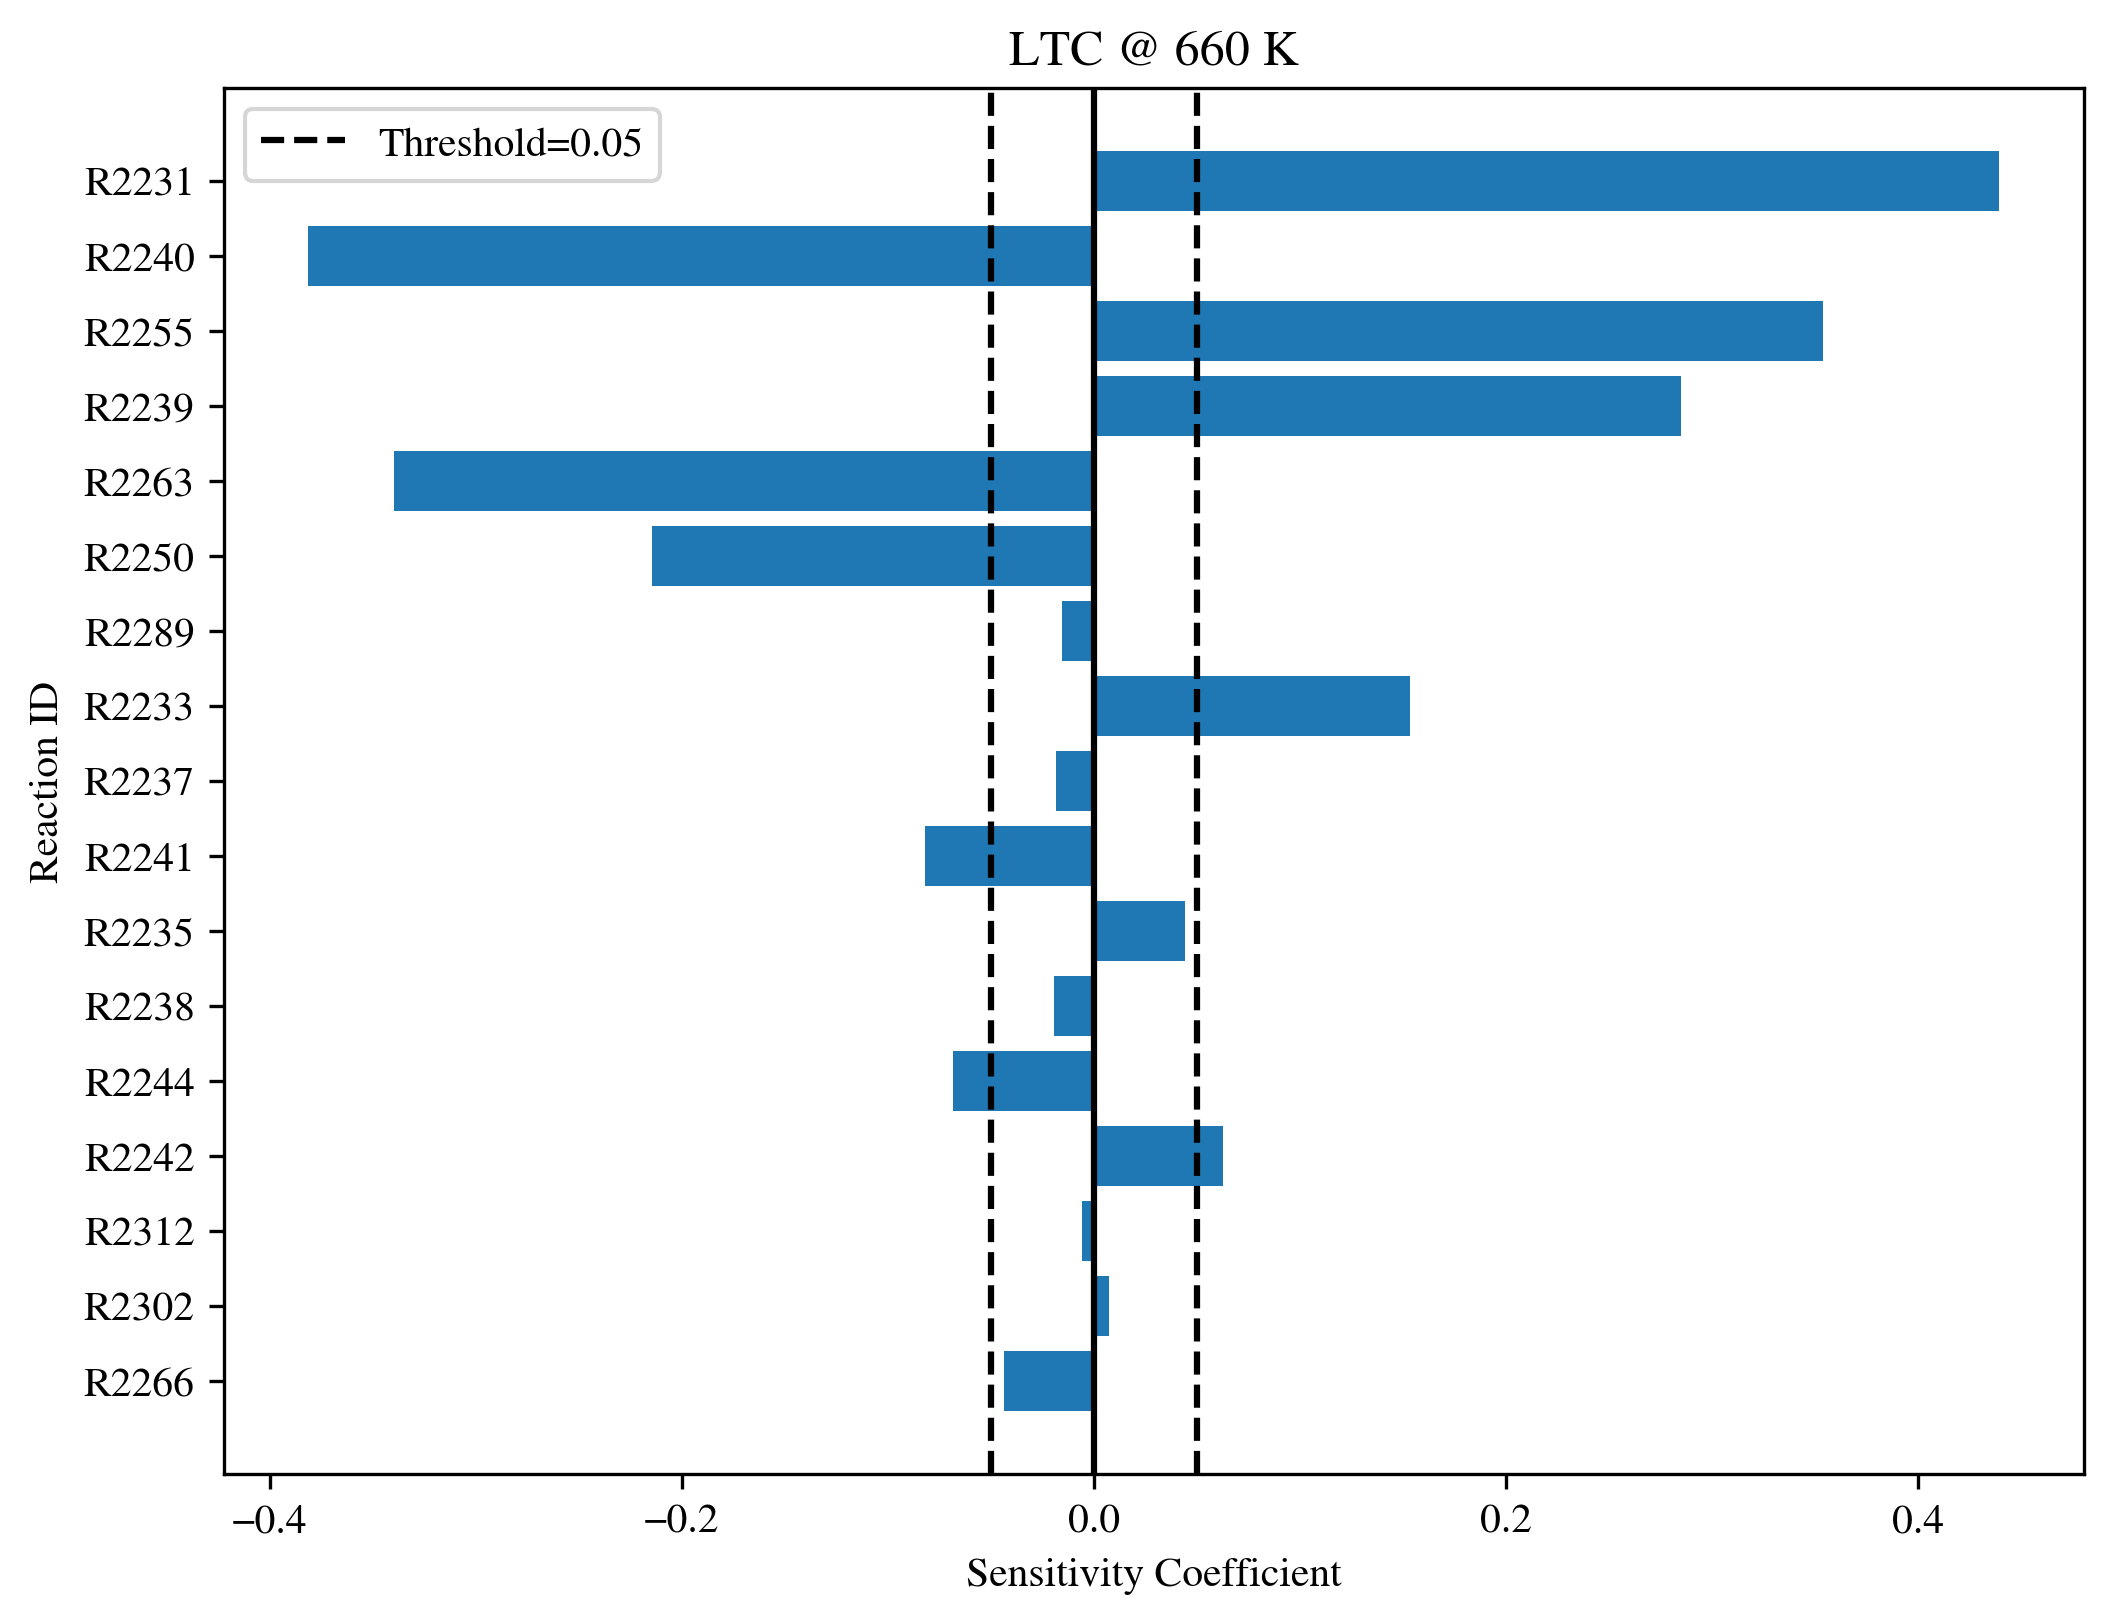 LTC @ 660 K
Threshold=0.05
R2231
R2240
R2255
R2239
R2263
R2250
R2289
R2233
R2237
R2241
R2235
R2238
R2244
R2242
R2312
R2302
R2266
Reaction ID
−0.4 −0.2 0.0 0.2 0.4
Sensitivity Coefficient